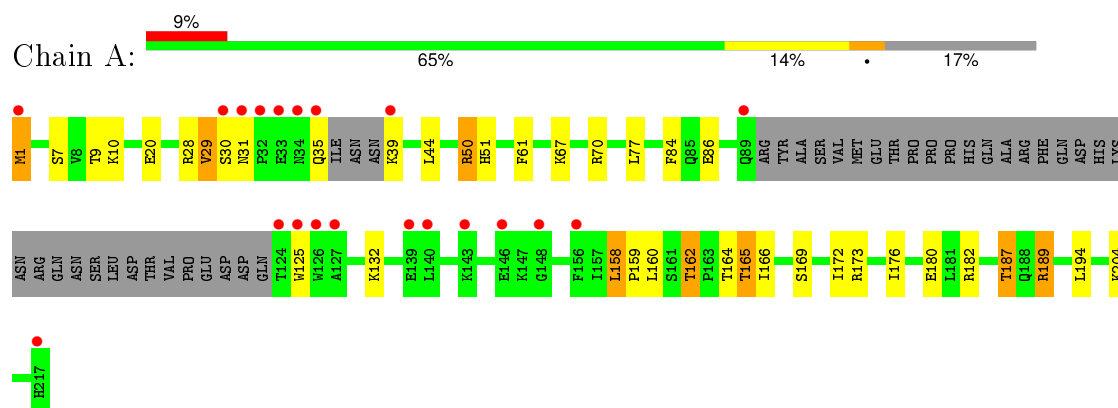 9%
Chain A:
65% 14% • 17%
M1 S7 V8 T9 K10 E20 R28 V29 S30 N31 P32 E33 N34 Q35 ILE ASN ASN K39 L44 R50 H51 F61 K67 R70 L77 F84 Q85 E86 Q89 ARG TYR ALA SER VAL MET GLU THR PRO PRO PRO HIS GLN ALA ARG PHE GLN ASP HIS LYS
ASN ARG GLN ASN SER LEU ASP THR VAL PRO GLU ASP ASP GLN T124 W125 W126 A127 K132 E139 L140 K143 E146 K147 G148 F156 I157 L158 P159 L160 S161 T162 P163 T164 T165 I166 S169 I172 R173 I176 E180 L181 R182 T187 Q188 R189 L194 K204
H217